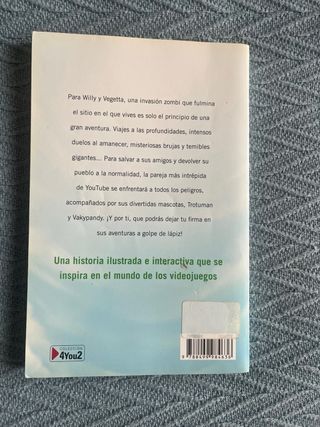 Para Willy y Vegetta, una invasión zombi que fulmina
el sitio en el que vives es solo el principio de una
gran aventura. Viajes a las profundidades, intensos
duelos al amanecer, misteriosas brujas y temibles
gigantes... Para salvar a sus amigos y devolver su
pueblo a la normalidad, la pareja más intrépida
de YouTube se enfrentará a todos los peligros,
acompañados por sus divertidas mascotas, Trotuman
y Vakypandy. ¡Y por ti, que podrás dejar tu firma en
sus aventuras a golpe de lápiz!
Una historia ilustrada e interactiva que se
inspira en el mundo de los videojuegos
COLECCIÓN
4You2